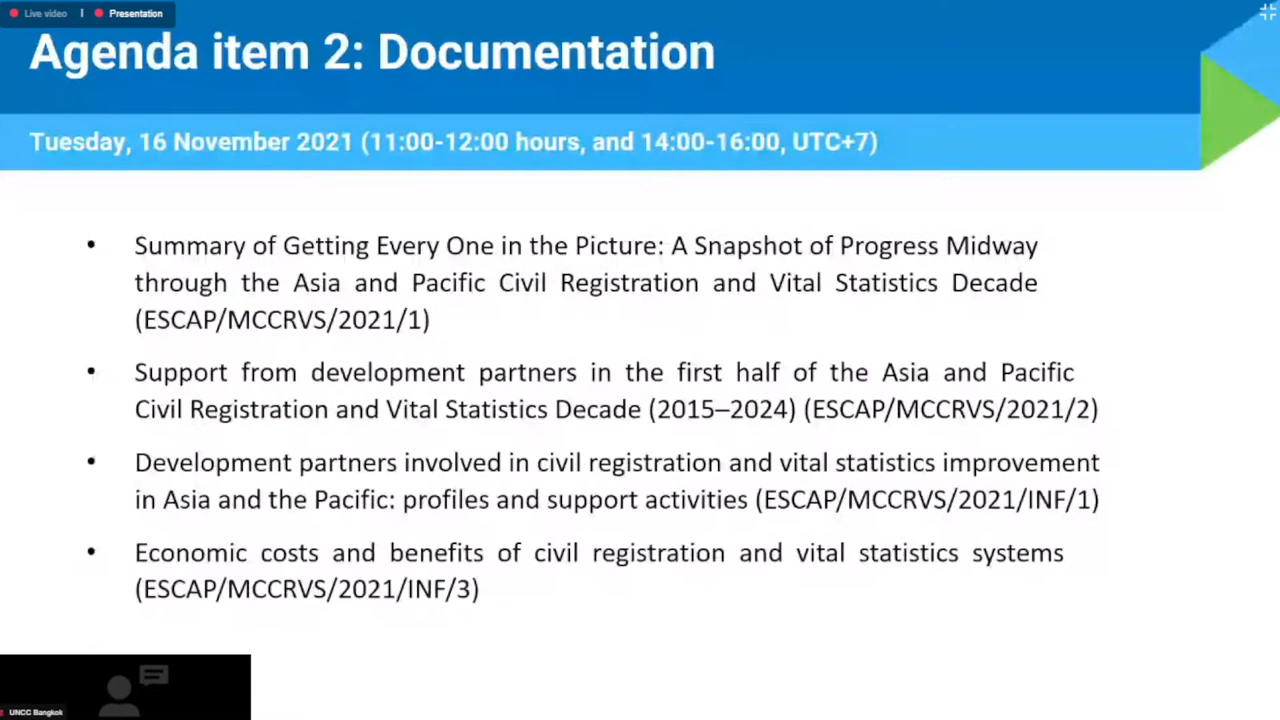 Live video | Presentation
Agenda item 2: Documentation
Tuesday, 16 November 2021 (11:00-12:00 hours, and 14:00-16:00, UTC+7)
• Summary of Getting Every One in the Picture: A Snapshot of Progress Midway
through the Asia and Pacific Civil Registration and Vital Statistics Decade
(ESCAP/MCCRVS/2021/1)
• Support from development partners in the first half of the Asia and Pacific
Civil Registration and Vital Statistics Decade (2015–2024) (ESCAP/MCCRVS/2021/2)
• Development partners involved in civil registration and vital statistics improvement
in Asia and the Pacific: profiles and support activities (ESCAP/MCCRVS/2021/INF/1)
• Economic costs and benefits of civil registration and vital statistics systems
(ESCAP/MCCRVS/2021/INF/3)
UNCC Bangkok